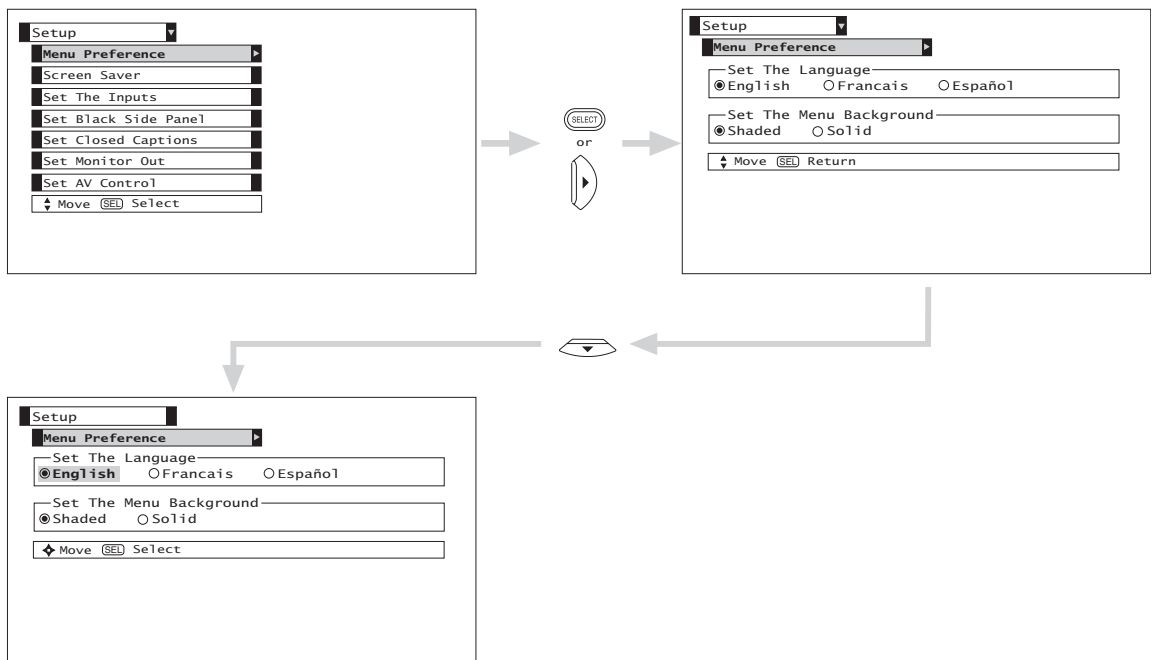 Setup
Menu Preference
Screen Saver
Set The Inputs
Set Black Side Panel
Set Closed Captions
Set Monitor Out
Set AV Control
Move SEL Select
SELECT
or
Setup
Menu Preference
Set The Language
English Francais Español
Set The Menu Background
Shaded Solid
Move SEL Return
Setup
Menu Preference
Set The Language
English Francais Español
Set The Menu Background
Shaded Solid
Move SEL Select